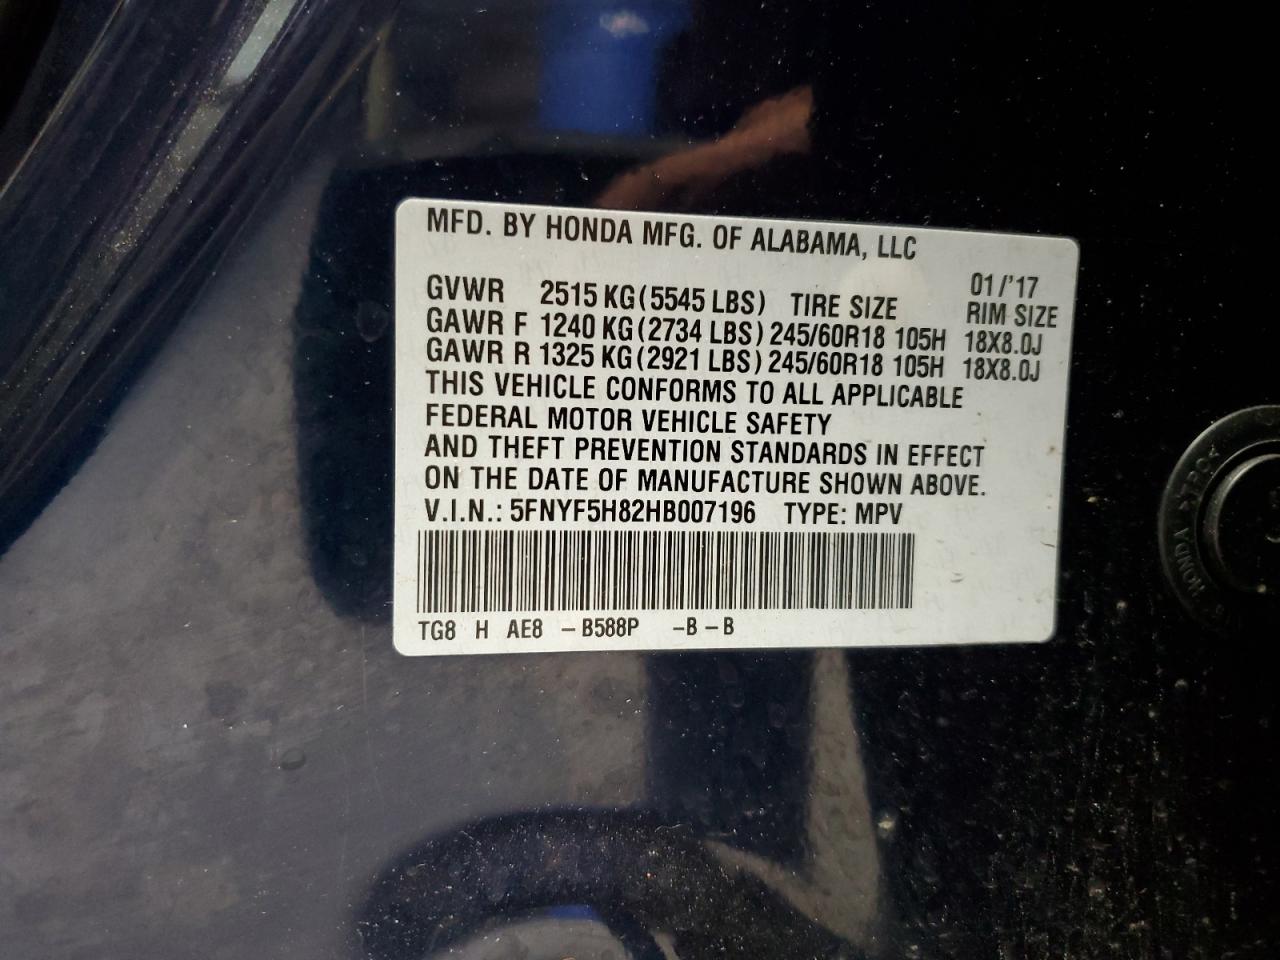 MFD. BY HONDA MFG. OF ALABAMA, LLC
01/'17
GVWR 2515 KG (5545 LBS) TIRE SIZE RIM SIZE
GAWR F 1240 KG (2734 LBS) 245/60R18 105H 18X8.0J
GAWR R 1325 KG (2921 LBS) 245/60R18 105H 18X8.0J
THIS VEHICLE CONFORMS TO ALL APPLICABLE
FEDERAL MOTOR VEHICLE SAFETY
AND THEFT PREVENTION STANDARDS IN EFFECT
ON THE DATE OF MANUFACTURE SHOWN ABOVE.
V.I.N.: 5FNYF5H82HB007196 TYPE: MPV
TG8 H AE8 - B588P - B - B
HONDA